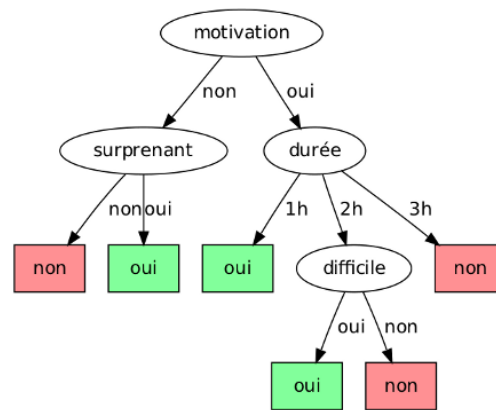 motivation
non oui
surprenant durée
non oui 1h 2h 3h
non oui oui difficile non
oui non
oui non